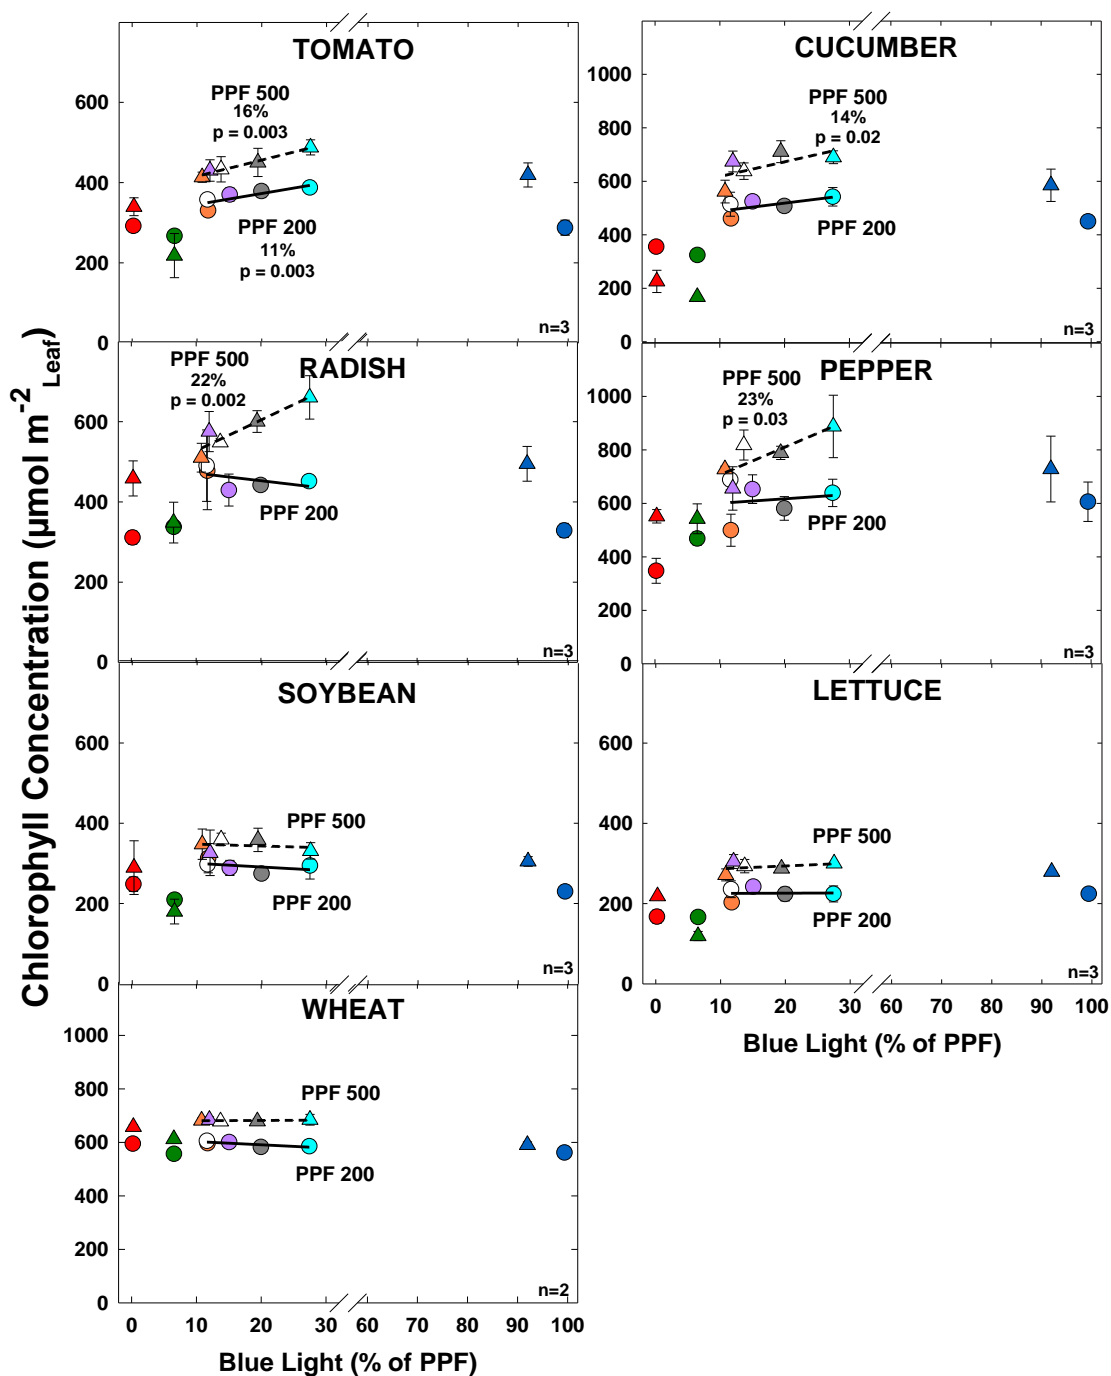 Chlorophyll Concentration (µmol m-2 Leaf)
TOMATO
PPF 500
16%
p = 0.003
PPF 200
11%
p = 0.003
n=3
600
400
200
0
CUCUMBER
PPF 500
14%
p = 0.02
PPF 200
n=3
1000
800
600
400
200
0
RADISH
PPF 500
22%
p = 0.002
PPF 200
n=3
600
400
200
0
PEPPER
PPF 500
23%
p = 0.03
PPF 200
n=3
1000
800
600
400
200
0
SOYBEAN
PPF 500
PPF 200
n=3
600
400
200
0
LETTUCE
PPF 500
PPF 200
n=3
600
400
200
0
0 10 20 30 60 70 80 90 100
Blue Light (% of PPF)
WHEAT
PPF 500
PPF 200
n=2
1000
800
600
400
200
0
0 10 20 30 60 70 80 90 100
Blue Light (% of PPF)